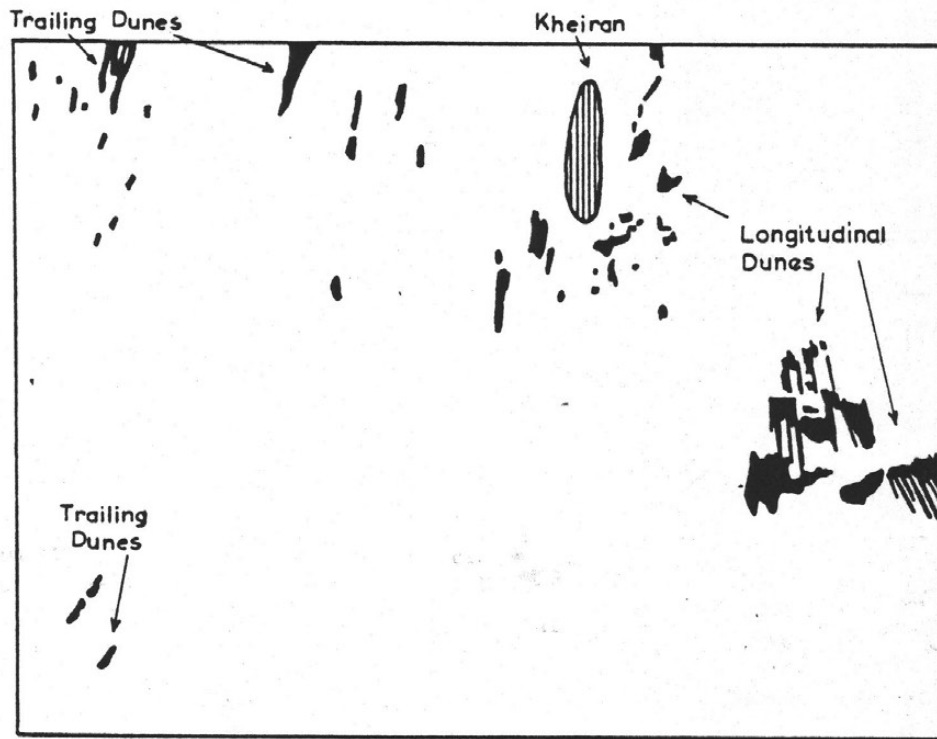 Trailing Dunes
Kheiran
Longitudinal
Dunes
Trailing
Dunes